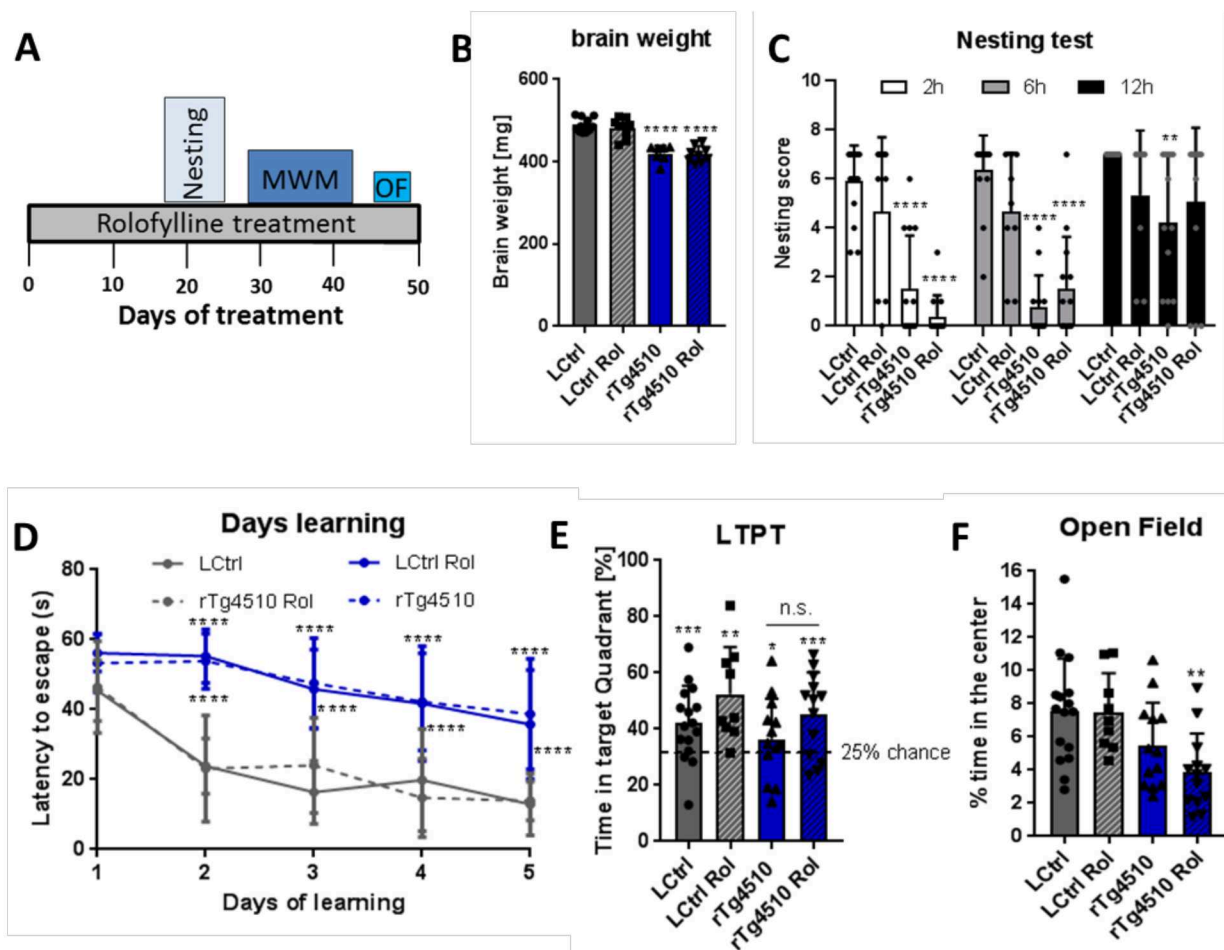 A
Nesting
MWM
OF
Rolofylline treatment
0 10 20 30 40 50
Days of treatment
B
brain weight
600
400
200
0
Brain weight [mg]
**** ****
LCtrl
LCtrl Rol
rTg4510
rTg4510 Rol
C
Nesting test
2h 6h 12h
10
8
6
4
2
0
Nesting score
****
****
****
****
**
LCtrl
LCtrl Rol
rTg4510
rTg4510 Rol
LCtrl
LCtrl Rol
rTg4510
rTg4510 Rol
LCtrl
LCtrl Rol
rTg4510
rTg4510 Rol
D
Days learning
LCtrl LCtrl Rol
rTg4510 Rol rTg4510
80
60
40
20
0
Latency to escape (s)
**** **** **** ****
**** **** **** ****
1 2 3 4 5
Days of learning
E
LTPT
100
80
60
40
20
0
Time in target Quadrant [%]
n.s.
*** ** * ***
25% chance
LCtrl
LCtrl Rol
rTg4510
rTg4510 Rol
F
Open Field
16
14
12
10
8
6
4
2
0
% time in the center
**
LCtrl
LCtrl Rol
rTg4510
rTg4510 Rol